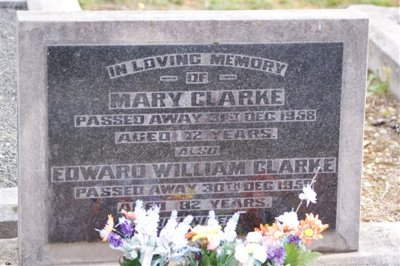 IN LOVING MEMORY
OF
MARY CLARKE
PASSED AWAY 31ST DEC 1958
AGED 72 YEARS.
ALSO
EDWARD WILLIAM CLARKE
PASSED AWAY 30TH DEC
AGED 82 YEARS.